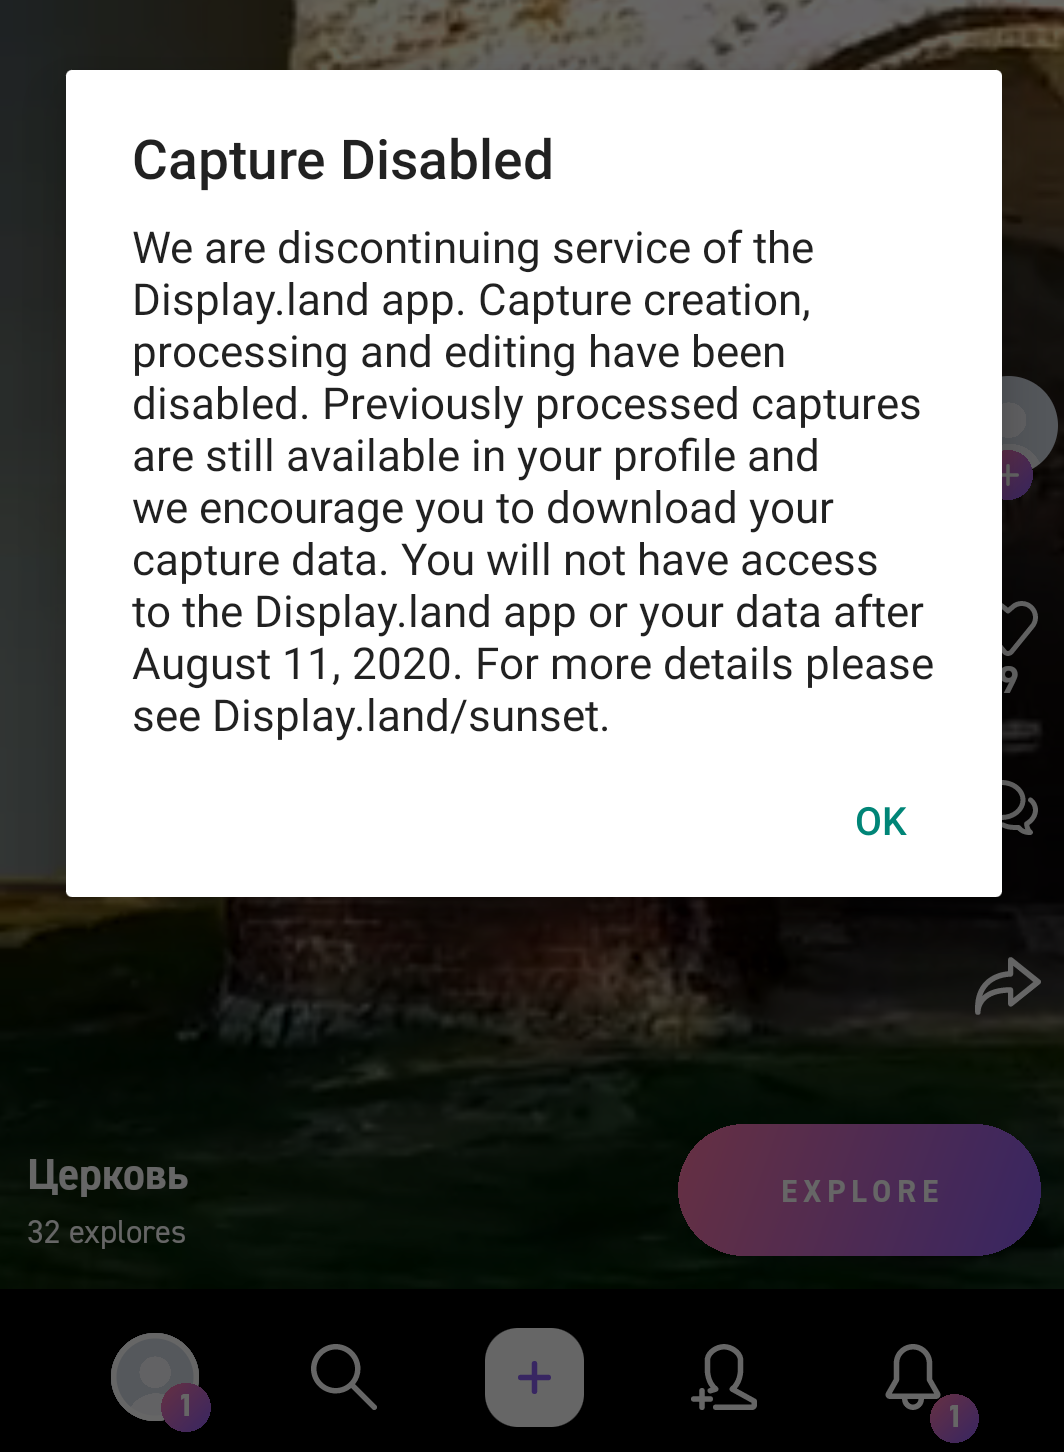 Capture Disabled
We are discontinuing service of the
Display.land app. Capture creation,
processing and editing have been
disabled. Previously processed captures
are still available in your profile and
we encourage you to download your
capture data. You will not have access
to the Display.land app or your data after
August 11, 2020. For more details please
see Display.land/sunset.
OK
9
Церковь
32 explores
EXPLORE
1
1